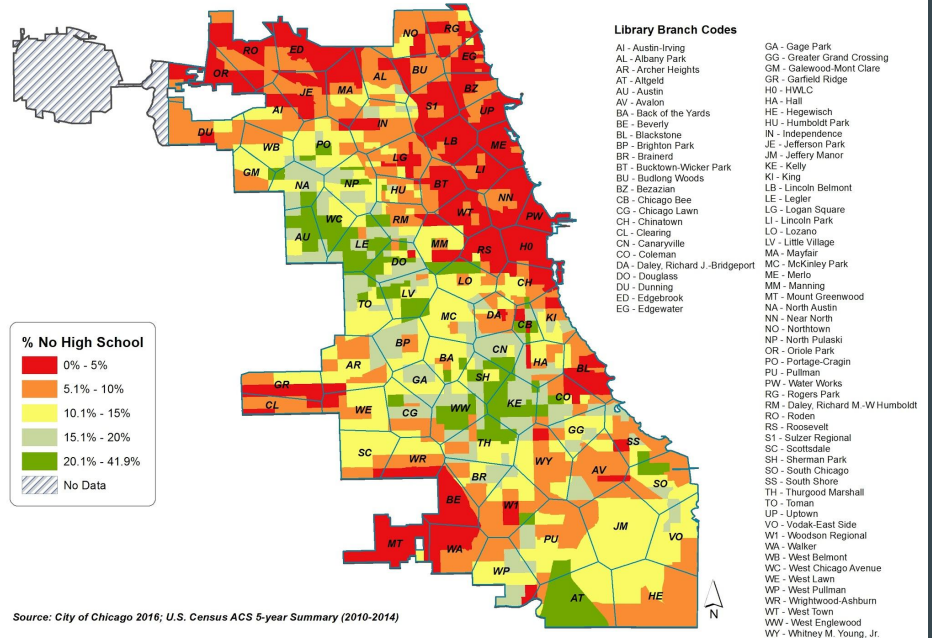 Library Branch Codes
AI - Austin-Irving
AL - Albany Park
AR - Archer Heights
AT - Altgeld
AU - Austin
AV - Avalon
BA - Back of the Yards
BE - Beverly
BL - Blackstone
BP - Brighton Park
BR - Brainerd
BT - Bucktown-Wicker Park
BU - Budlong Woods
BZ - Bezazian
CB - Chicago Bee
CG - Chicago Lawn
CH - Chinatown
CL - Clearing
CN - Canaryville
CO - Coleman
DA - Daley, Richard J.-Bridgeport
DO - Douglass
DU - Dunning
ED - Edgebrook
EG - Edgewater
GA - Gage Park
GG - Greater Grand Crossing
GM - Galewood-Mont Clare
GR - Garfield Ridge
H0 - HWLC
HA - Hall
HE - Hegewisch
HU - Humboldt Park
IN - Independence
JE - Jefferson Park
JM - Jeffery Manor
KE - Kelly
KI - King
LB - Lincoln Belmont
LE - Legler
LG - Logan Square
LI - Lincoln Park
LO - Lozano
LV - Little Village
MA - Mayfair
MC - McKinley Park
ME - Merlo
MM - Manning
MT - Mount Greenwood
NA - North Austin
NN - Near North
NO - Northtown
NP - North Pulaski
OR - Oriole Park
PO - Portage-Cragin
PU - Pullman
PW - Water Works
RG - Rogers Park
RM - Daley, Richard M.-W Humboldt
RO - Roden
RS - Roosevelt
S1 - Sulzer Regional
SC - Scottsdale
SH - Sherman Park
SO - South Chicago
SS - South Shore
TH - Thurgood Marshall
TO - Toman
UP - Uptown
VO - Vodak-East Side
W1 - Woodson Regional
WA - Walker
WB - West Belmont
WC - West Chicago Avenue
WE - West Lawn
WP - West Pullman
WR - Wrightwood-Ashburn
WT - West Town
WW - West Englewood
WY - Whitney M. Young, Jr.
NO
RG
RO
ED
EG
OR
AL
BU
JE
MA
BZ
S1
UP
AI
IN
DU
WB
PO
LB
ME
LG
GM
LI
NA
NP
HU
BT
NN
WC
RM
WT
PW
AU
LE
MM
RS
H0
DO
LO
CH
LV
TO
MC
DA
CB
KI
BP
CN
BA
HA
AR
BL
GA
SH
GR
CO
CL
WE
CG
WW
KE
GG
TH
SS
SC
WR
WY
AV
BR
SO
BE
W1
JM
VO
MT
WA
PU
WP
AT
HE
% No High School
0% - 5%
5.1% - 10%
10.1% - 15%
15.1% - 20%
20.1% - 41.9%
No Data
N
Source: City of Chicago 2016; U.S. Census ACS 5-year Summary (2010-2014)